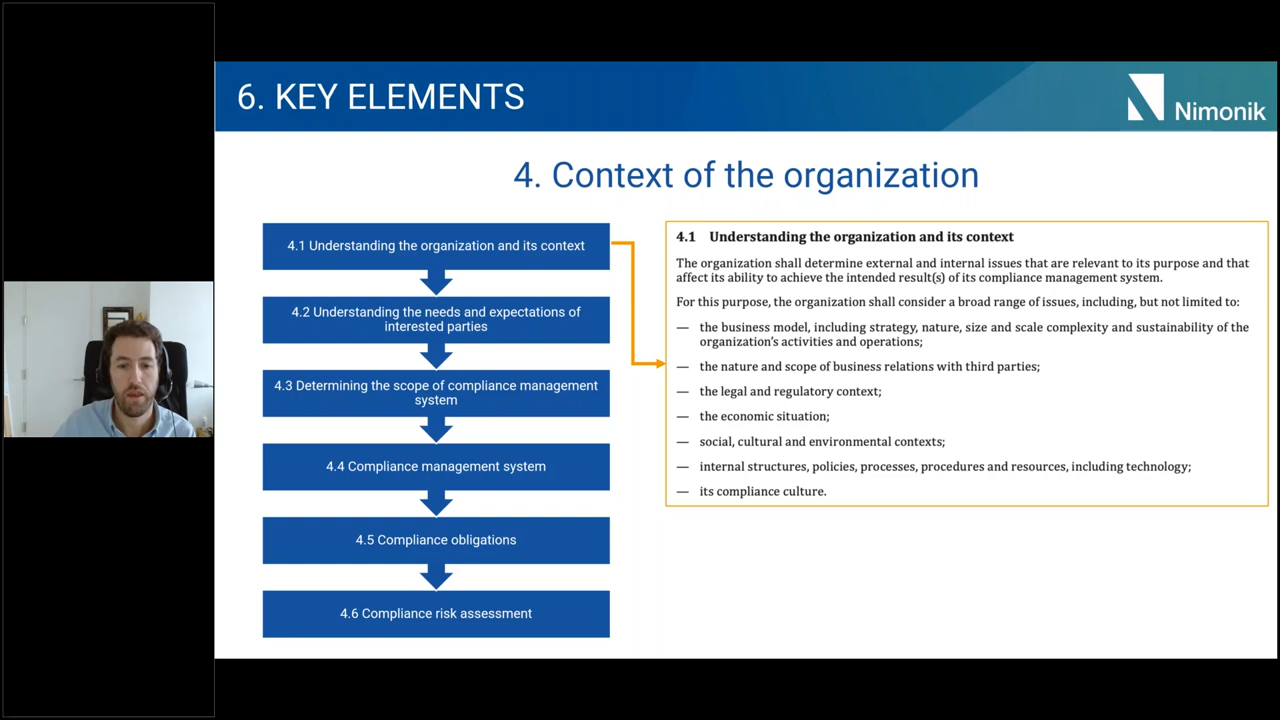 6. KEY ELEMENTS
Nimonik
4. Context of the organization
4.1 Understanding the organization and its context
4.2 Understanding the needs and expectations of
interested parties
4.3 Determining the scope of compliance management
system
4.4 Compliance management system
4.5 Compliance obligations
4.6 Compliance risk assessment
4.1 Understanding the organization and its context
The organization shall determine external and internal issues that are relevant to its purpose and that
affect its ability to achieve the intended result(s) of its compliance management system.
For this purpose, the organization shall consider a broad range of issues, including, but not limited to:
— the business model, including strategy, nature, size and scale complexity and sustainability of the
organization's activities and operations;
— the nature and scope of business relations with third parties;
— the legal and regulatory context;
— the economic situation;
— social, cultural and environmental contexts;
— internal structures, policies, processes, procedures and resources, including technology;
— its compliance culture.